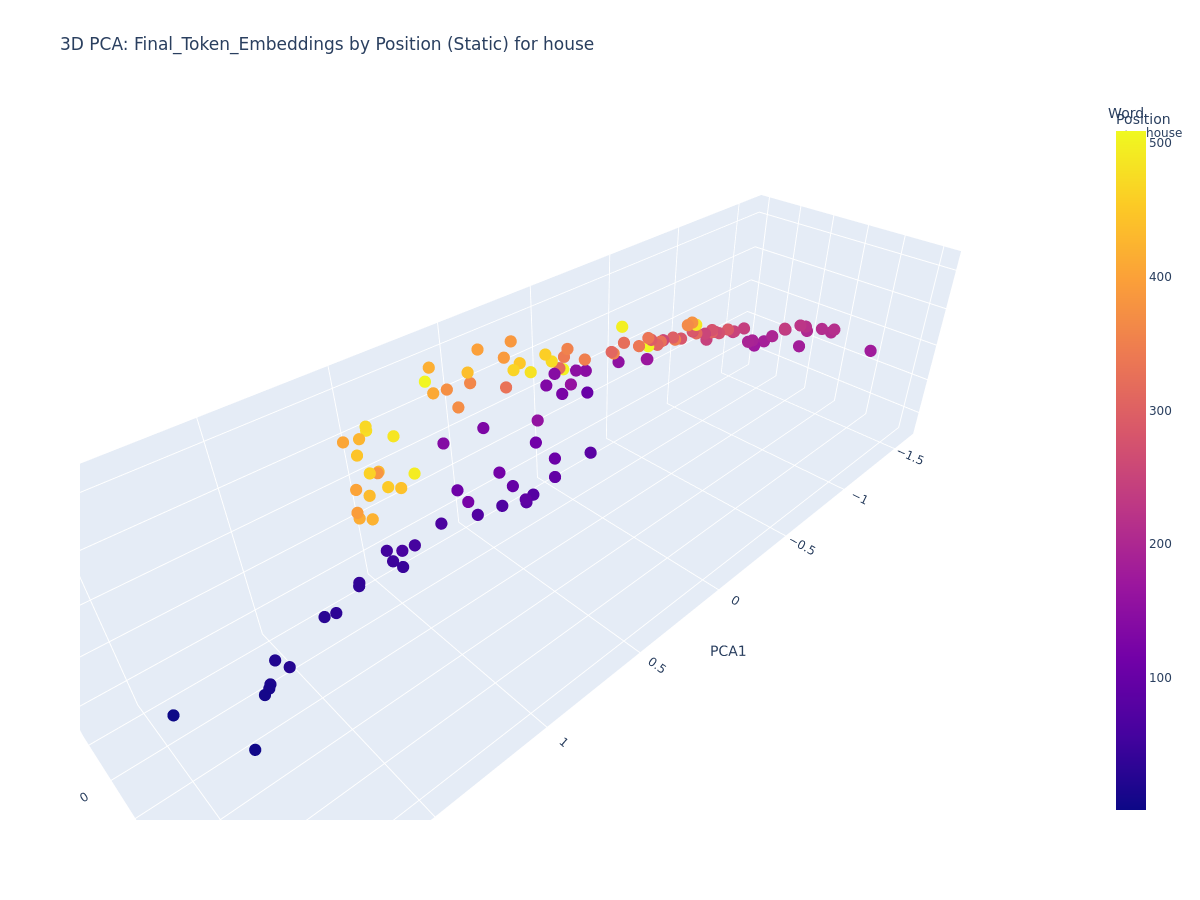 3D PCA: Final_Token_Embeddings by Position (Static) for house
Word
Position
house
500
400
300
200
100
−1.5
−1
−0.5
0
0.5
1
PCA1
0